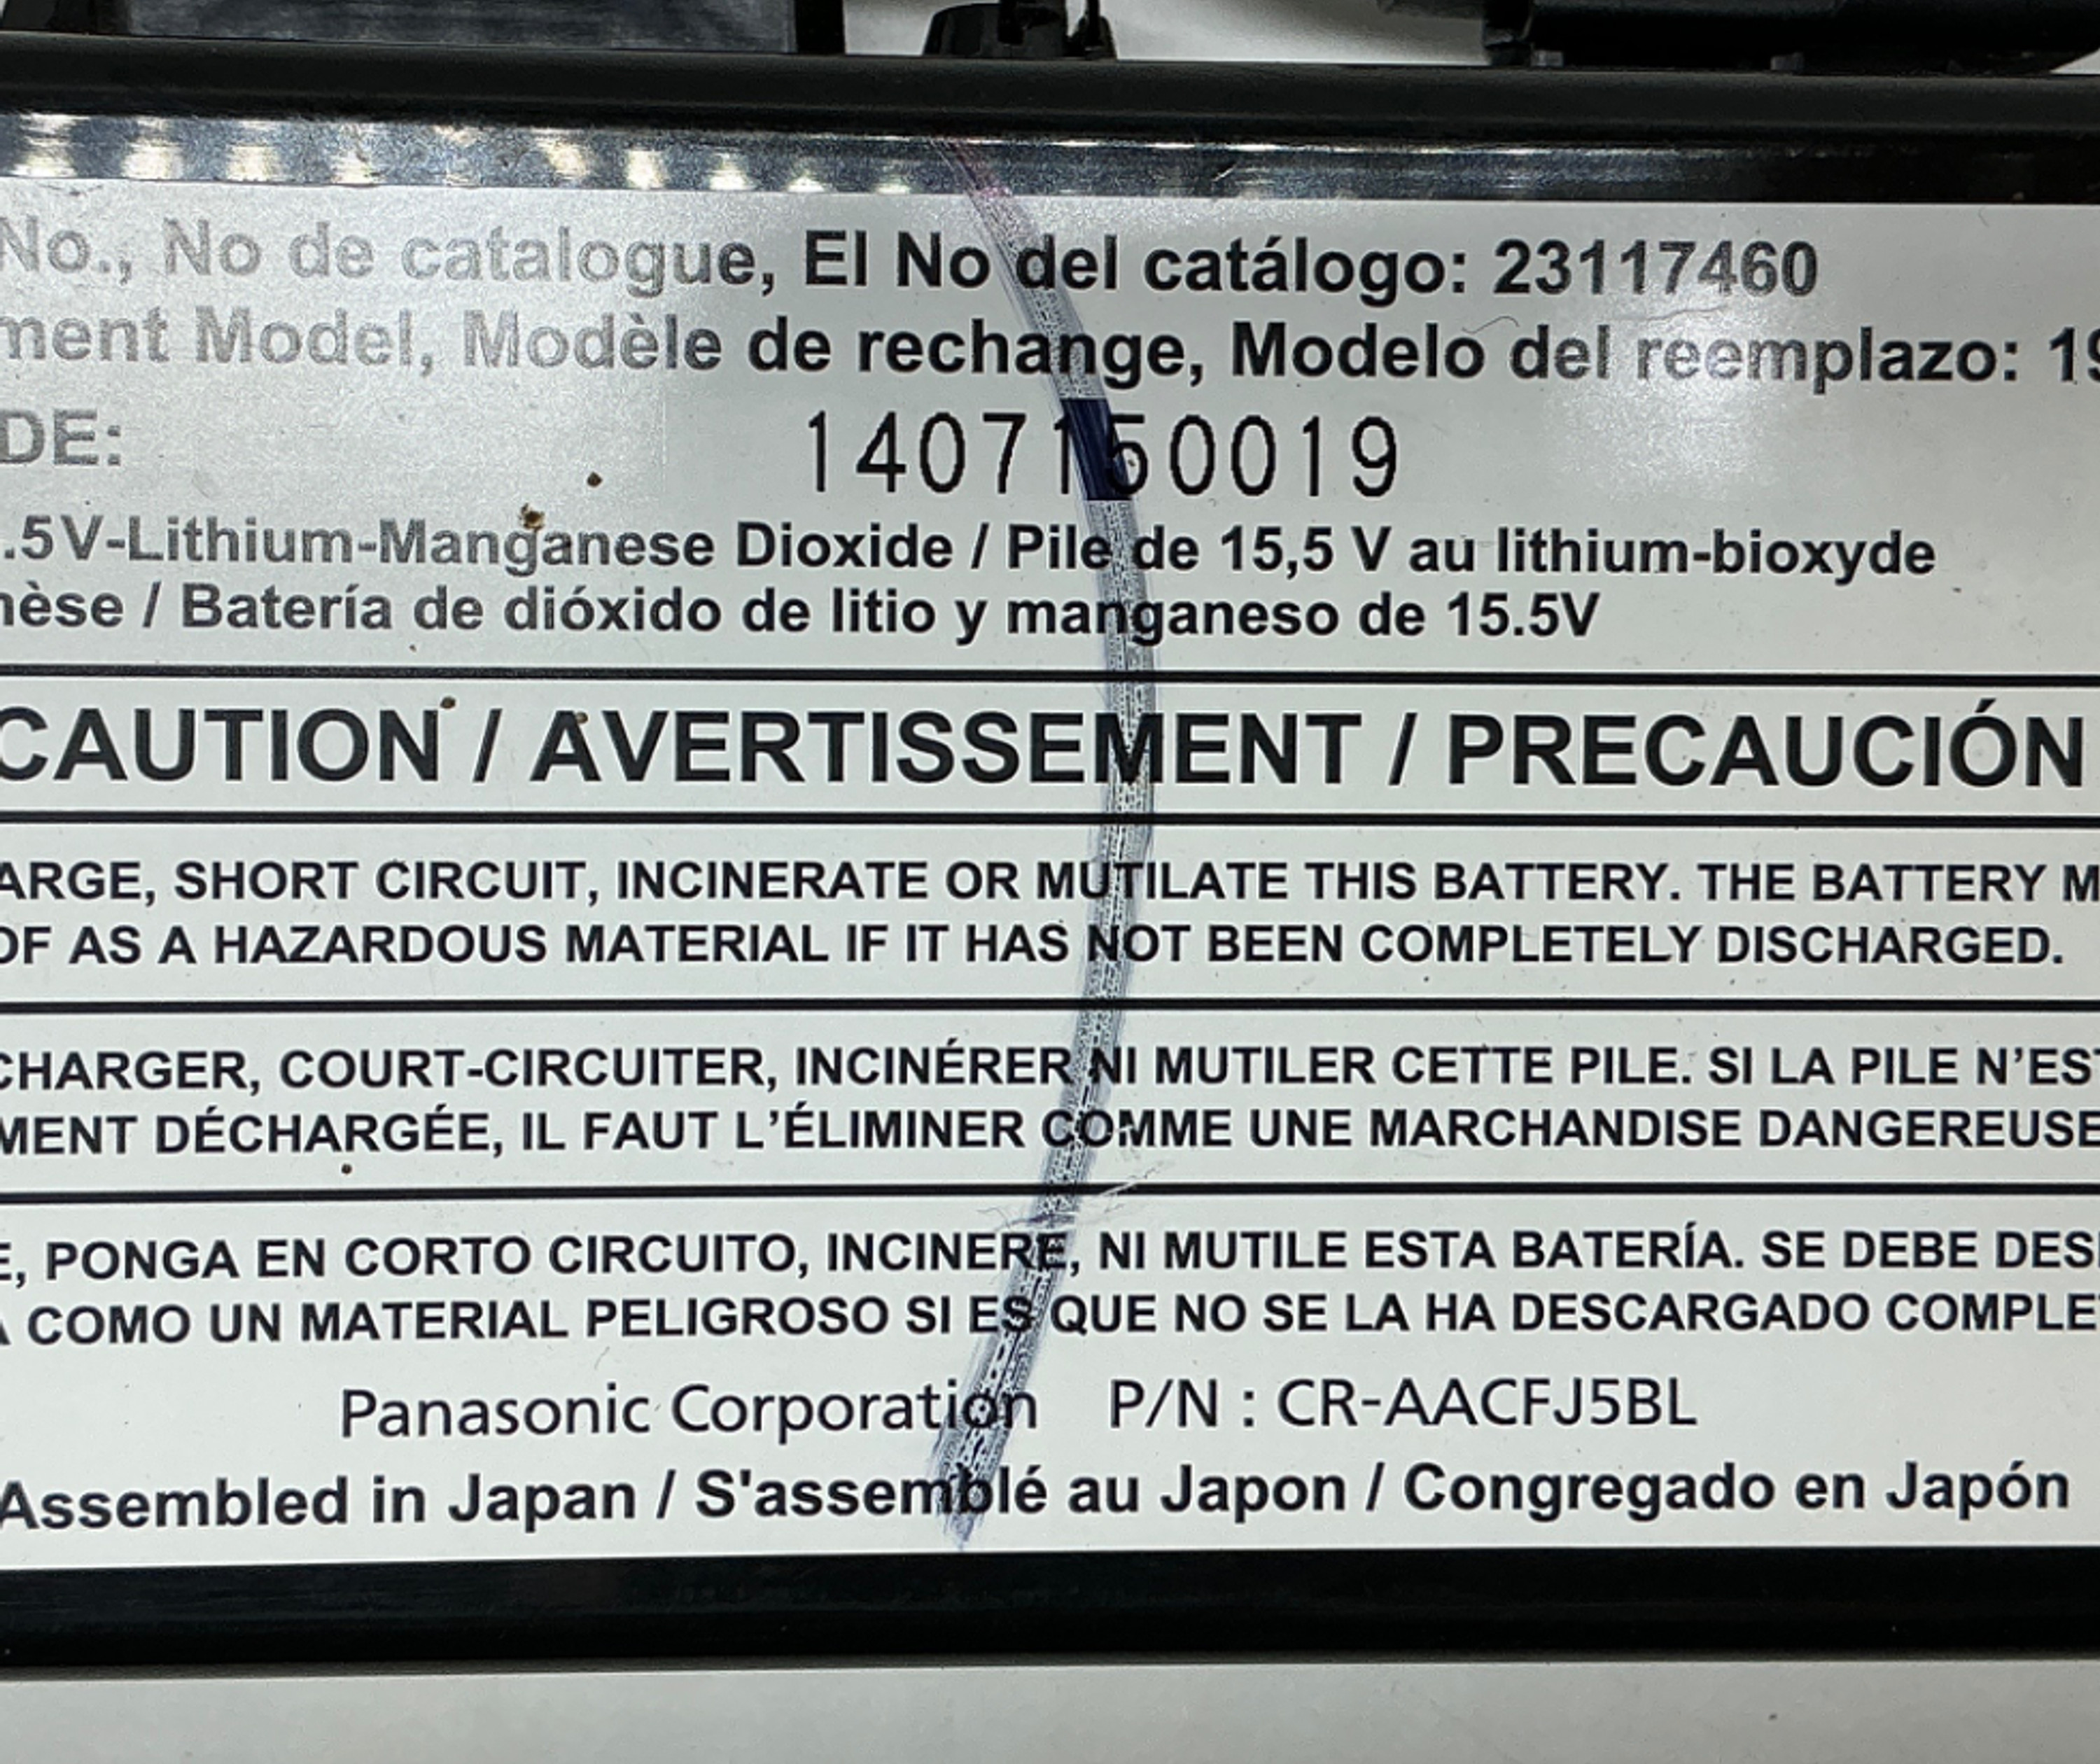 No., No de catalogue, El No del catálogo: 23117460
ment Model, Modèle de rechange, Modelo del reemplazo: 19
DE: 1407150019
.5V-Lithium-Manganese Dioxide / Pile de 15,5 V au lithium-bioxyde
nèse / Batería de dióxido de litio y manganeso de 15.5V
CAUTION / AVERTISSEMENT / PRECAUCIÓN
ARGE, SHORT CIRCUIT, INCINERATE OR MUTILATE THIS BATTERY. THE BATTERY M
OF AS A HAZARDOUS MATERIAL IF IT HAS NOT BEEN COMPLETELY DISCHARGED.
CHARGER, COURT-CIRCUITER, INCINÉRER NI MUTILER CETTE PILE. SI LA PILE N’EST
MENT DÉCHARGÉE, IL FAUT L’ÉLIMINER COMME UNE MARCHANDISE DANGEREUSE
E, PONGA EN CORTO CIRCUITO, INCINERE, NI MUTILE ESTA BATERÍA. SE DEBE DES
A COMO UN MATERIAL PELIGROSO SI ES QUE NO SE LA HA DESCARGADO COMPLET
Panasonic Corporation P/N : CR-AACFJ5BL
Assembled in Japan / S'assemblé au Japon / Congregado en Japón